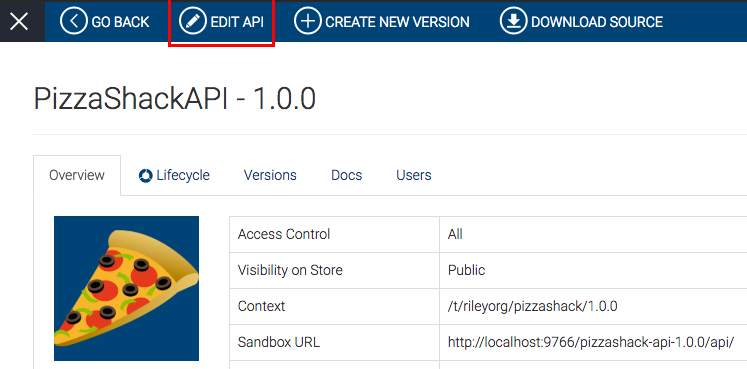 GO BACK EDIT API CREATE NEW VERSION DOWNLOAD SOURCE
PizzaShackAPI - 1.0.0
Overview Lifecycle Versions Docs Users
Access Control All
Visibility on Store Public
Context /t/rileyorg/pizzashack/1.0.0
Sandbox URL http://localhost:9766/pizzashack-api-1.0.0/api/